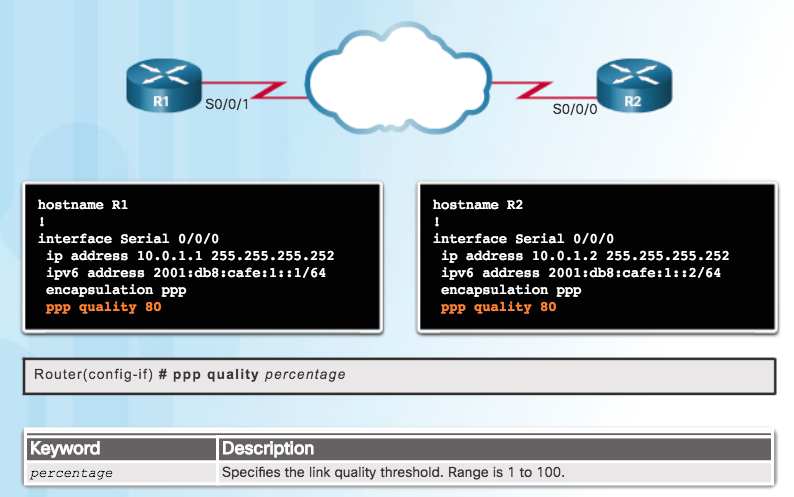 R1
S0/0/1
S0/0/0
R2
hostname R1
!
interface Serial 0/0/0
ip address 10.0.1.1 255.255.255.252
ipv6 address 2001:db8:cafe:1::1/64
encapsulation ppp
ppp quality 80
hostname R2
!
interface Serial 0/0/0
ip address 10.0.1.2 255.255.255.252
ipv6 address 2001:db8:cafe:1::2/64
encapsulation ppp
ppp quality 80
Router(config-if) # ppp quality percentage
Keyword Description
percentage Specifies the link quality threshold. Range is 1 to 100.